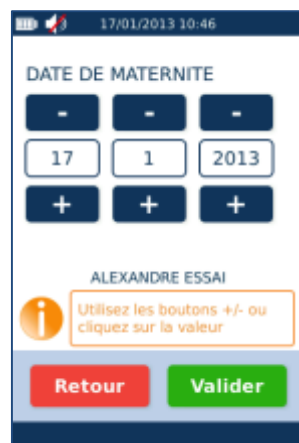 17/01/2013 10:46
DATE DE MATERNITE
- - -
17 1 2013
+ + +
ALEXANDRE ESSAI
Utilisez les boutons +/- ou
cliquez sur la valeur
Retour Valider